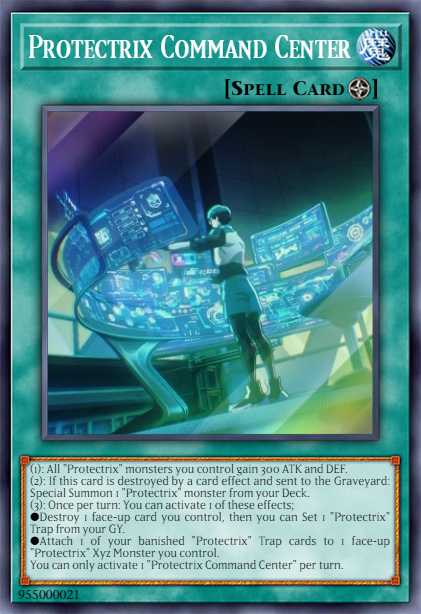 Protectrix Command Center
魔
[Spell Card]
(1): All "Protectrix" monsters you control gain 300 ATK and DEF.
(2): If this card is destroyed by a card effect and sent to the Graveyard:
Special Summon 1 "Protectrix" monster from your Deck.
(3): Once per turn: You can activate 1 of these effects;
●Destroy 1 face-up card you control, then you can Set 1 "Protectrix"
Trap from your GY.
●Attach 1 of your banished "Protectrix" Trap cards to 1 face-up
"Protectrix" Xyz Monster you control.
You can only activate 1 "Protectrix Command Center" per turn.
955000021